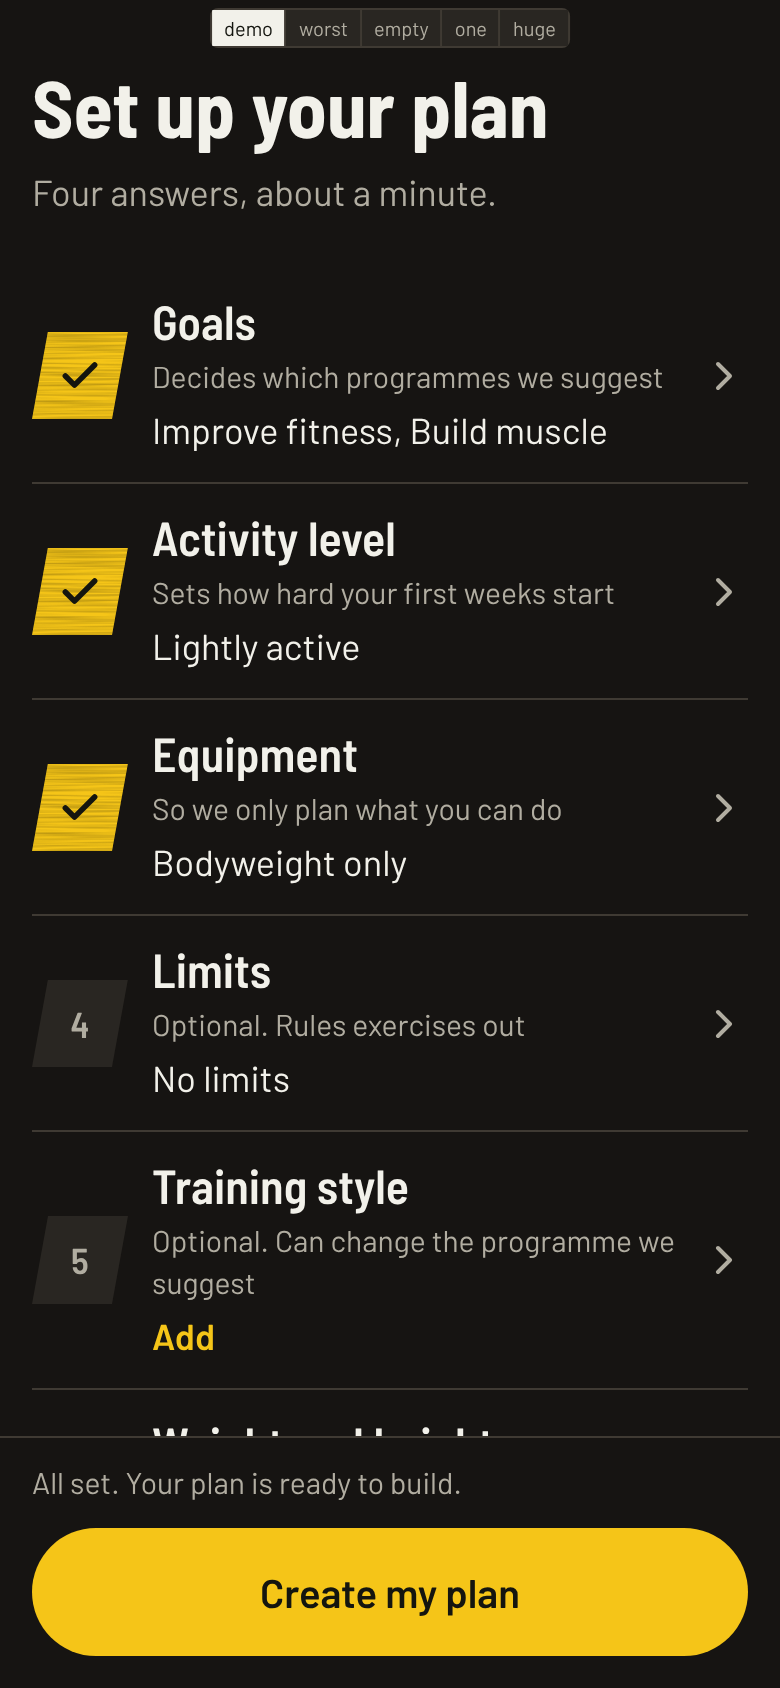 demo worst empty one huge
Set up your plan
Four answers, about a minute.
Goals
Decides which programmes we suggest
Improve fitness, Build muscle
Activity level
Sets how hard your first weeks start
Lightly active
Equipment
So we only plan what you can do
Bodyweight only
Limits
4
Optional. Rules exercises out
No limits
Training style
5
Optional. Can change the programme we
suggest
Add
All set. Your plan is ready to build.
Create my plan